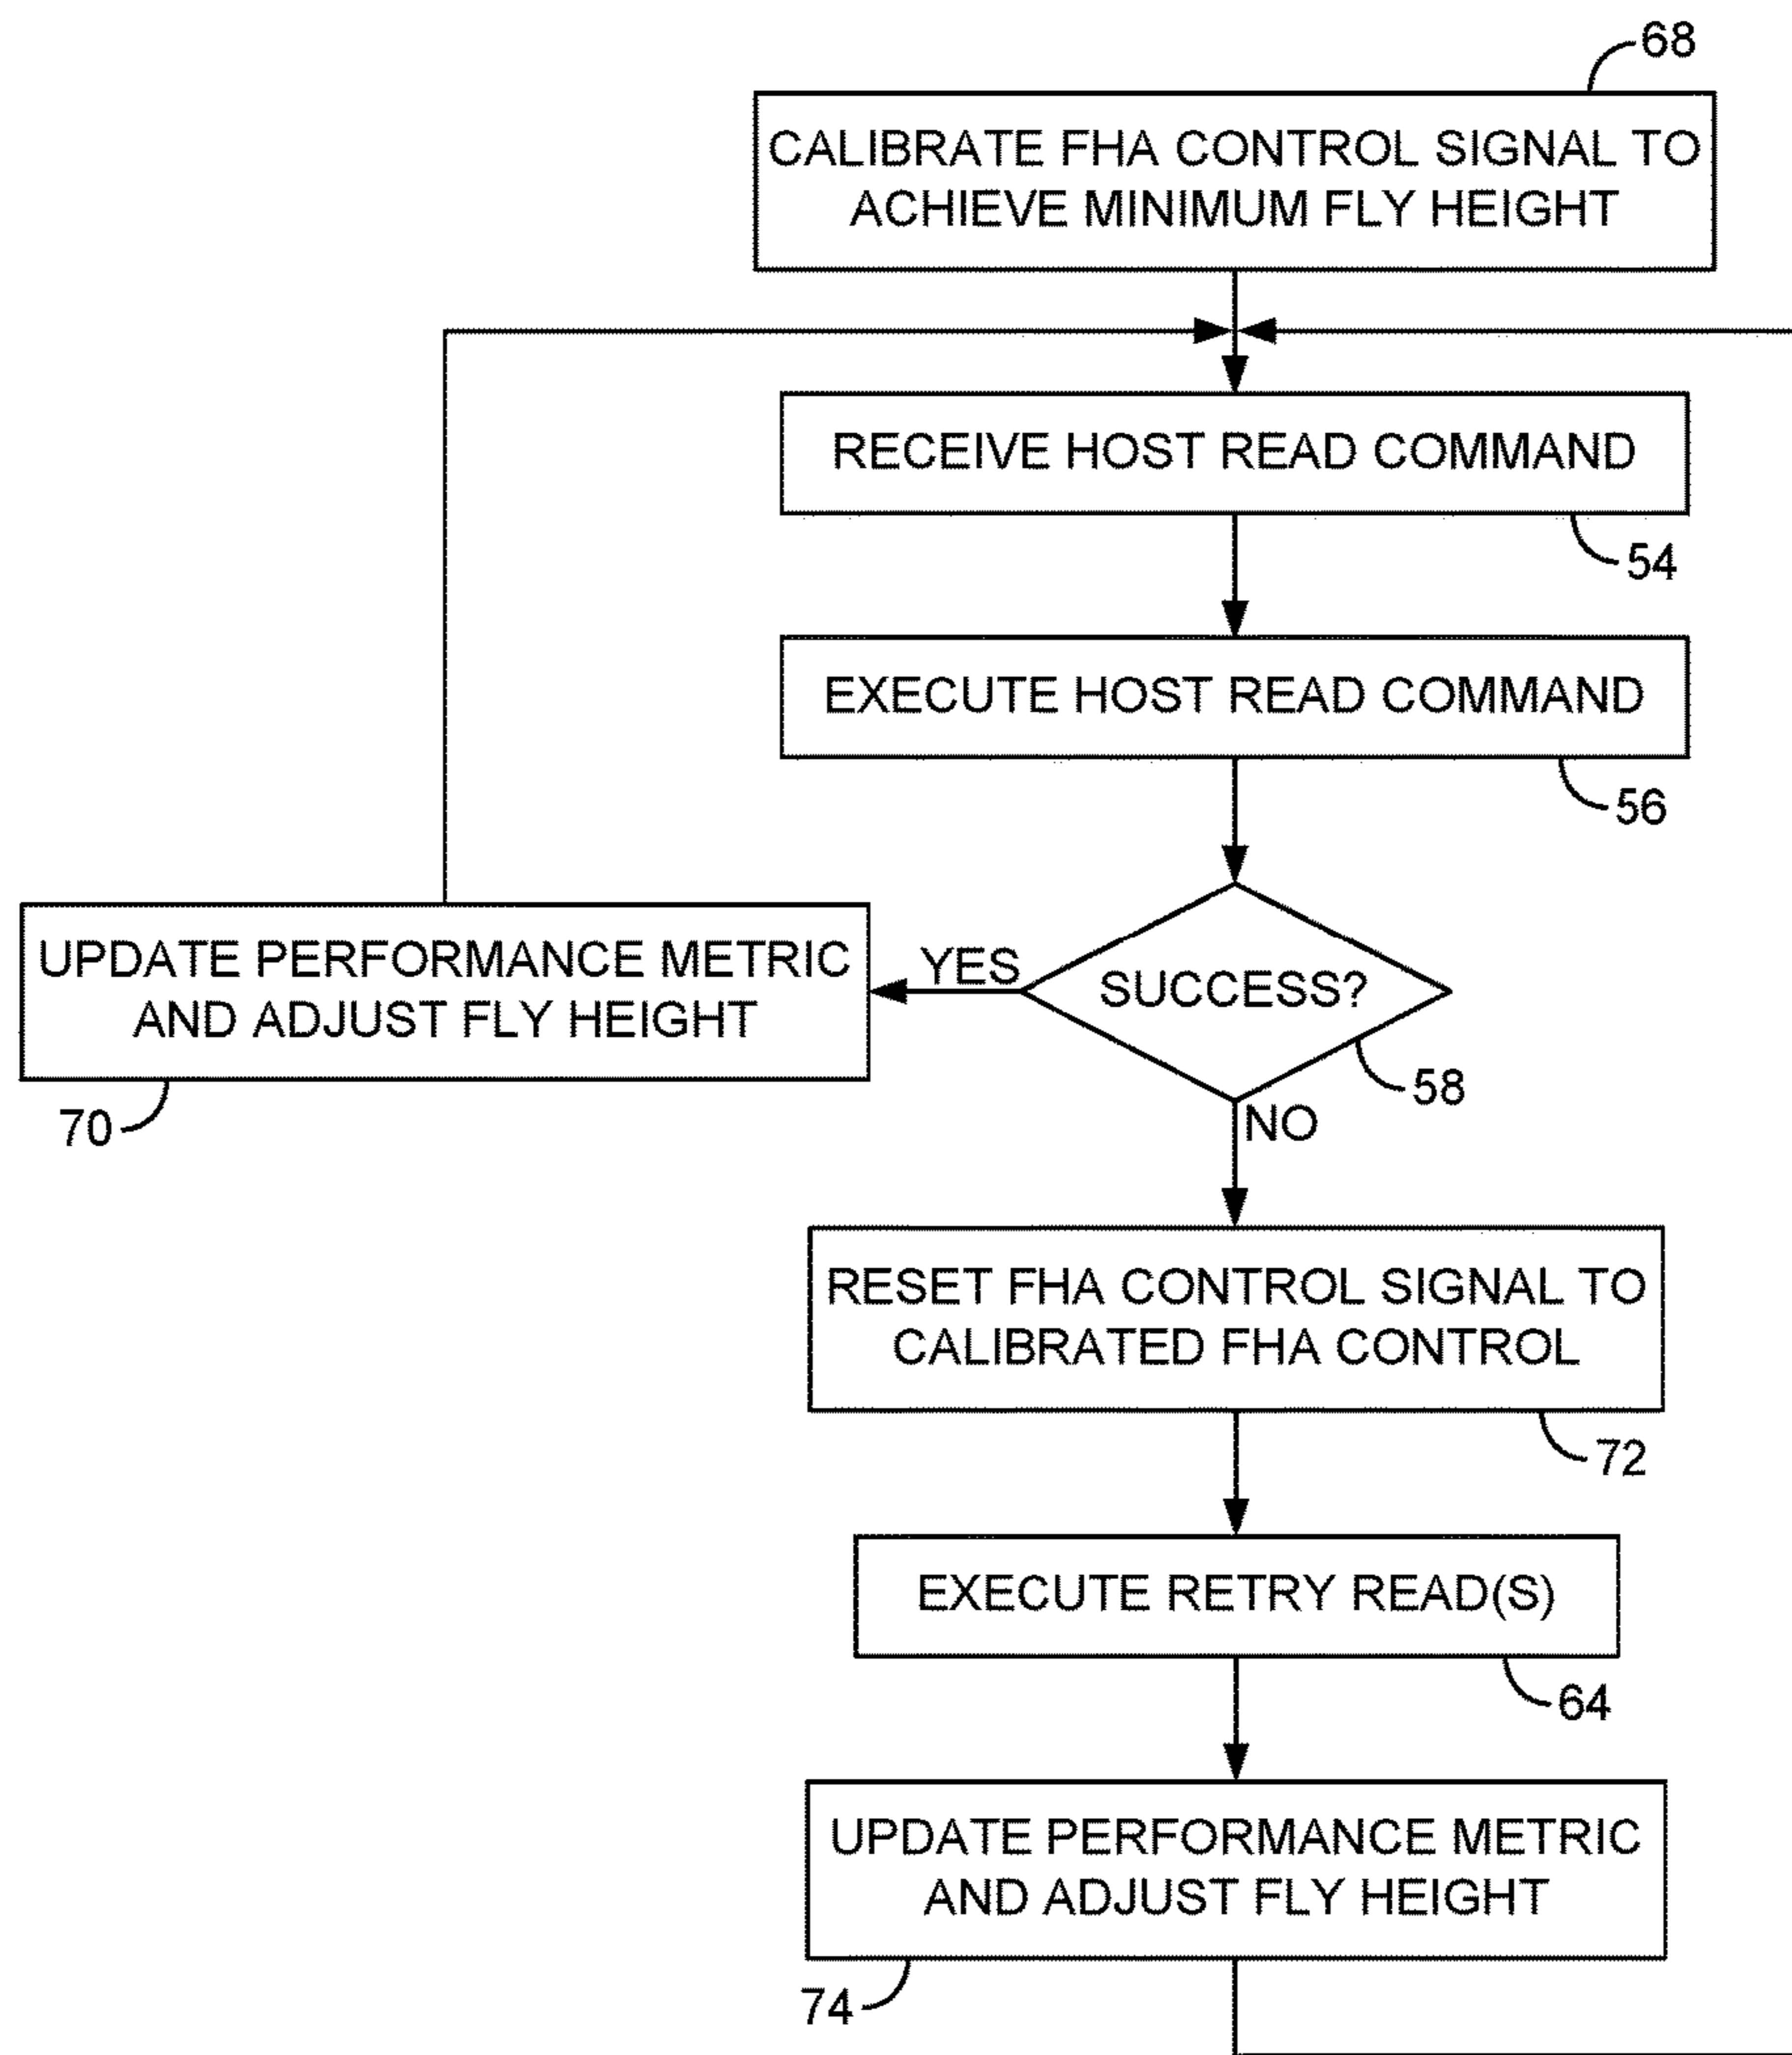 68
CALIBRATE FHA CONTROL SIGNAL TO
ACHIEVE MINIMUM FLY HEIGHT
RECEIVE HOST READ COMMAND
54
EXECUTE HOST READ COMMAND
56
UPDATE PERFORMANCE METRIC
AND ADJUST FLY HEIGHT
70
YES
SUCCESS?
58
NO
RESET FHA CONTROL SIGNAL TO
CALIBRATED FHA CONTROL
72
EXECUTE RETRY READ(S)
64
UPDATE PERFORMANCE METRIC
AND ADJUST FLY HEIGHT
74